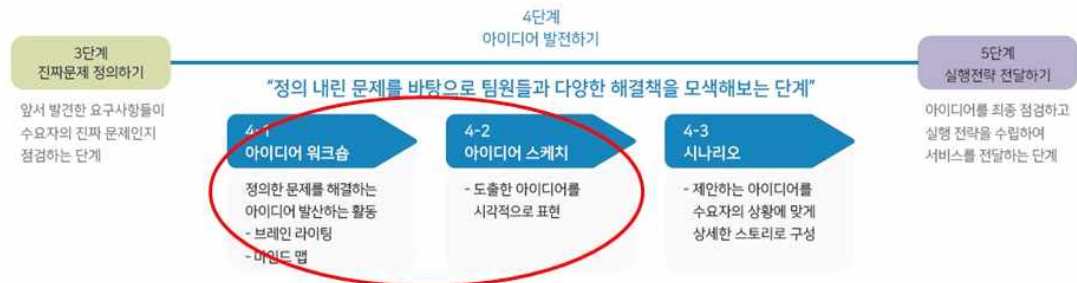 4단계
아이디어 발전하기
3단계
진짜문제 정의하기
5단계
실행전략 전달하기
“정의 내린 문제를 바탕으로 팀원들과 다양한 해결책을 모색해보는 단계”
앞서 발견한 요구사항들이
수요자의 진짜 문제인지
점검하는 단계
4-1
아이디어 워크숍
정의한 문제를 해결하는
아이디어 발산하는 활동
- 브레인 라이팅
- 마인드 맵
4-2
아이디어 스케치
- 도출한 아이디어를
시각적으로 표현
4-3
시나리오
- 제안하는 아이디어를
수요자의 상황에 맞게
상세한 스토리로 구성
아이디어를 최종 점검하고
실행 전략을 수립하여
서비스를 전달하는 단계